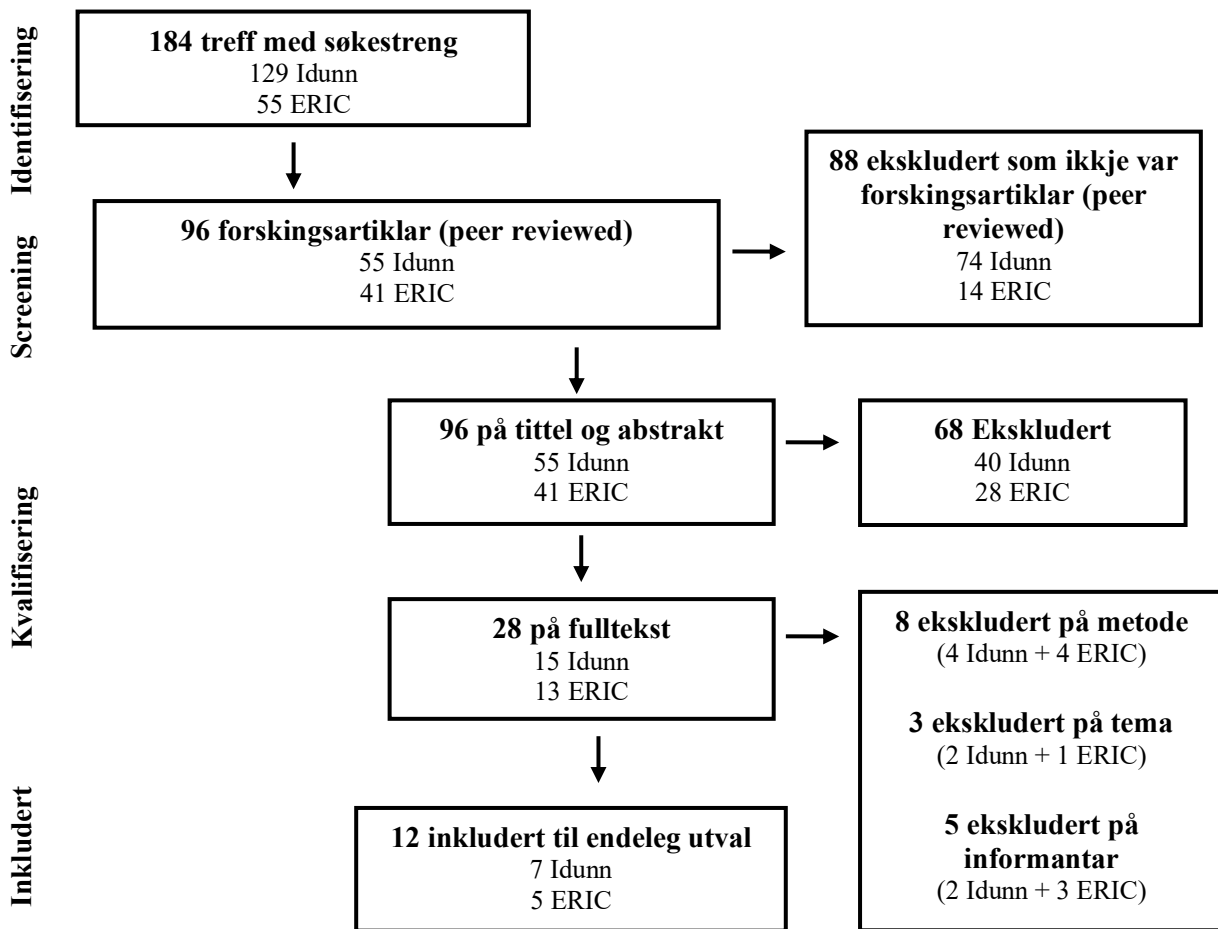 Identifisering
184 treff med søkestreng
129 Idunn
55 ERIC
88 ekskludert som ikkje var
forskingsartiklar (peer
reviewed)
74 Idunn
14 ERIC
Screening
96 forskingsartiklar (peer reviewed)
55 Idunn
41 ERIC
Kvalifisering
96 på tittel og abstrakt
55 Idunn
41 ERIC
68 Ekskludert
40 Idunn
28 ERIC
28 på fulltekst
15 Idunn
13 ERIC
8 ekskludert på metode
(4 Idunn + 4 ERIC)
3 ekskludert på tema
(2 Idunn + 1 ERIC)
5 ekskludert på
informantar
(2 Idunn + 3 ERIC)
Inkludert
12 inkludert til endeleg utval
7 Idunn
5 ERIC